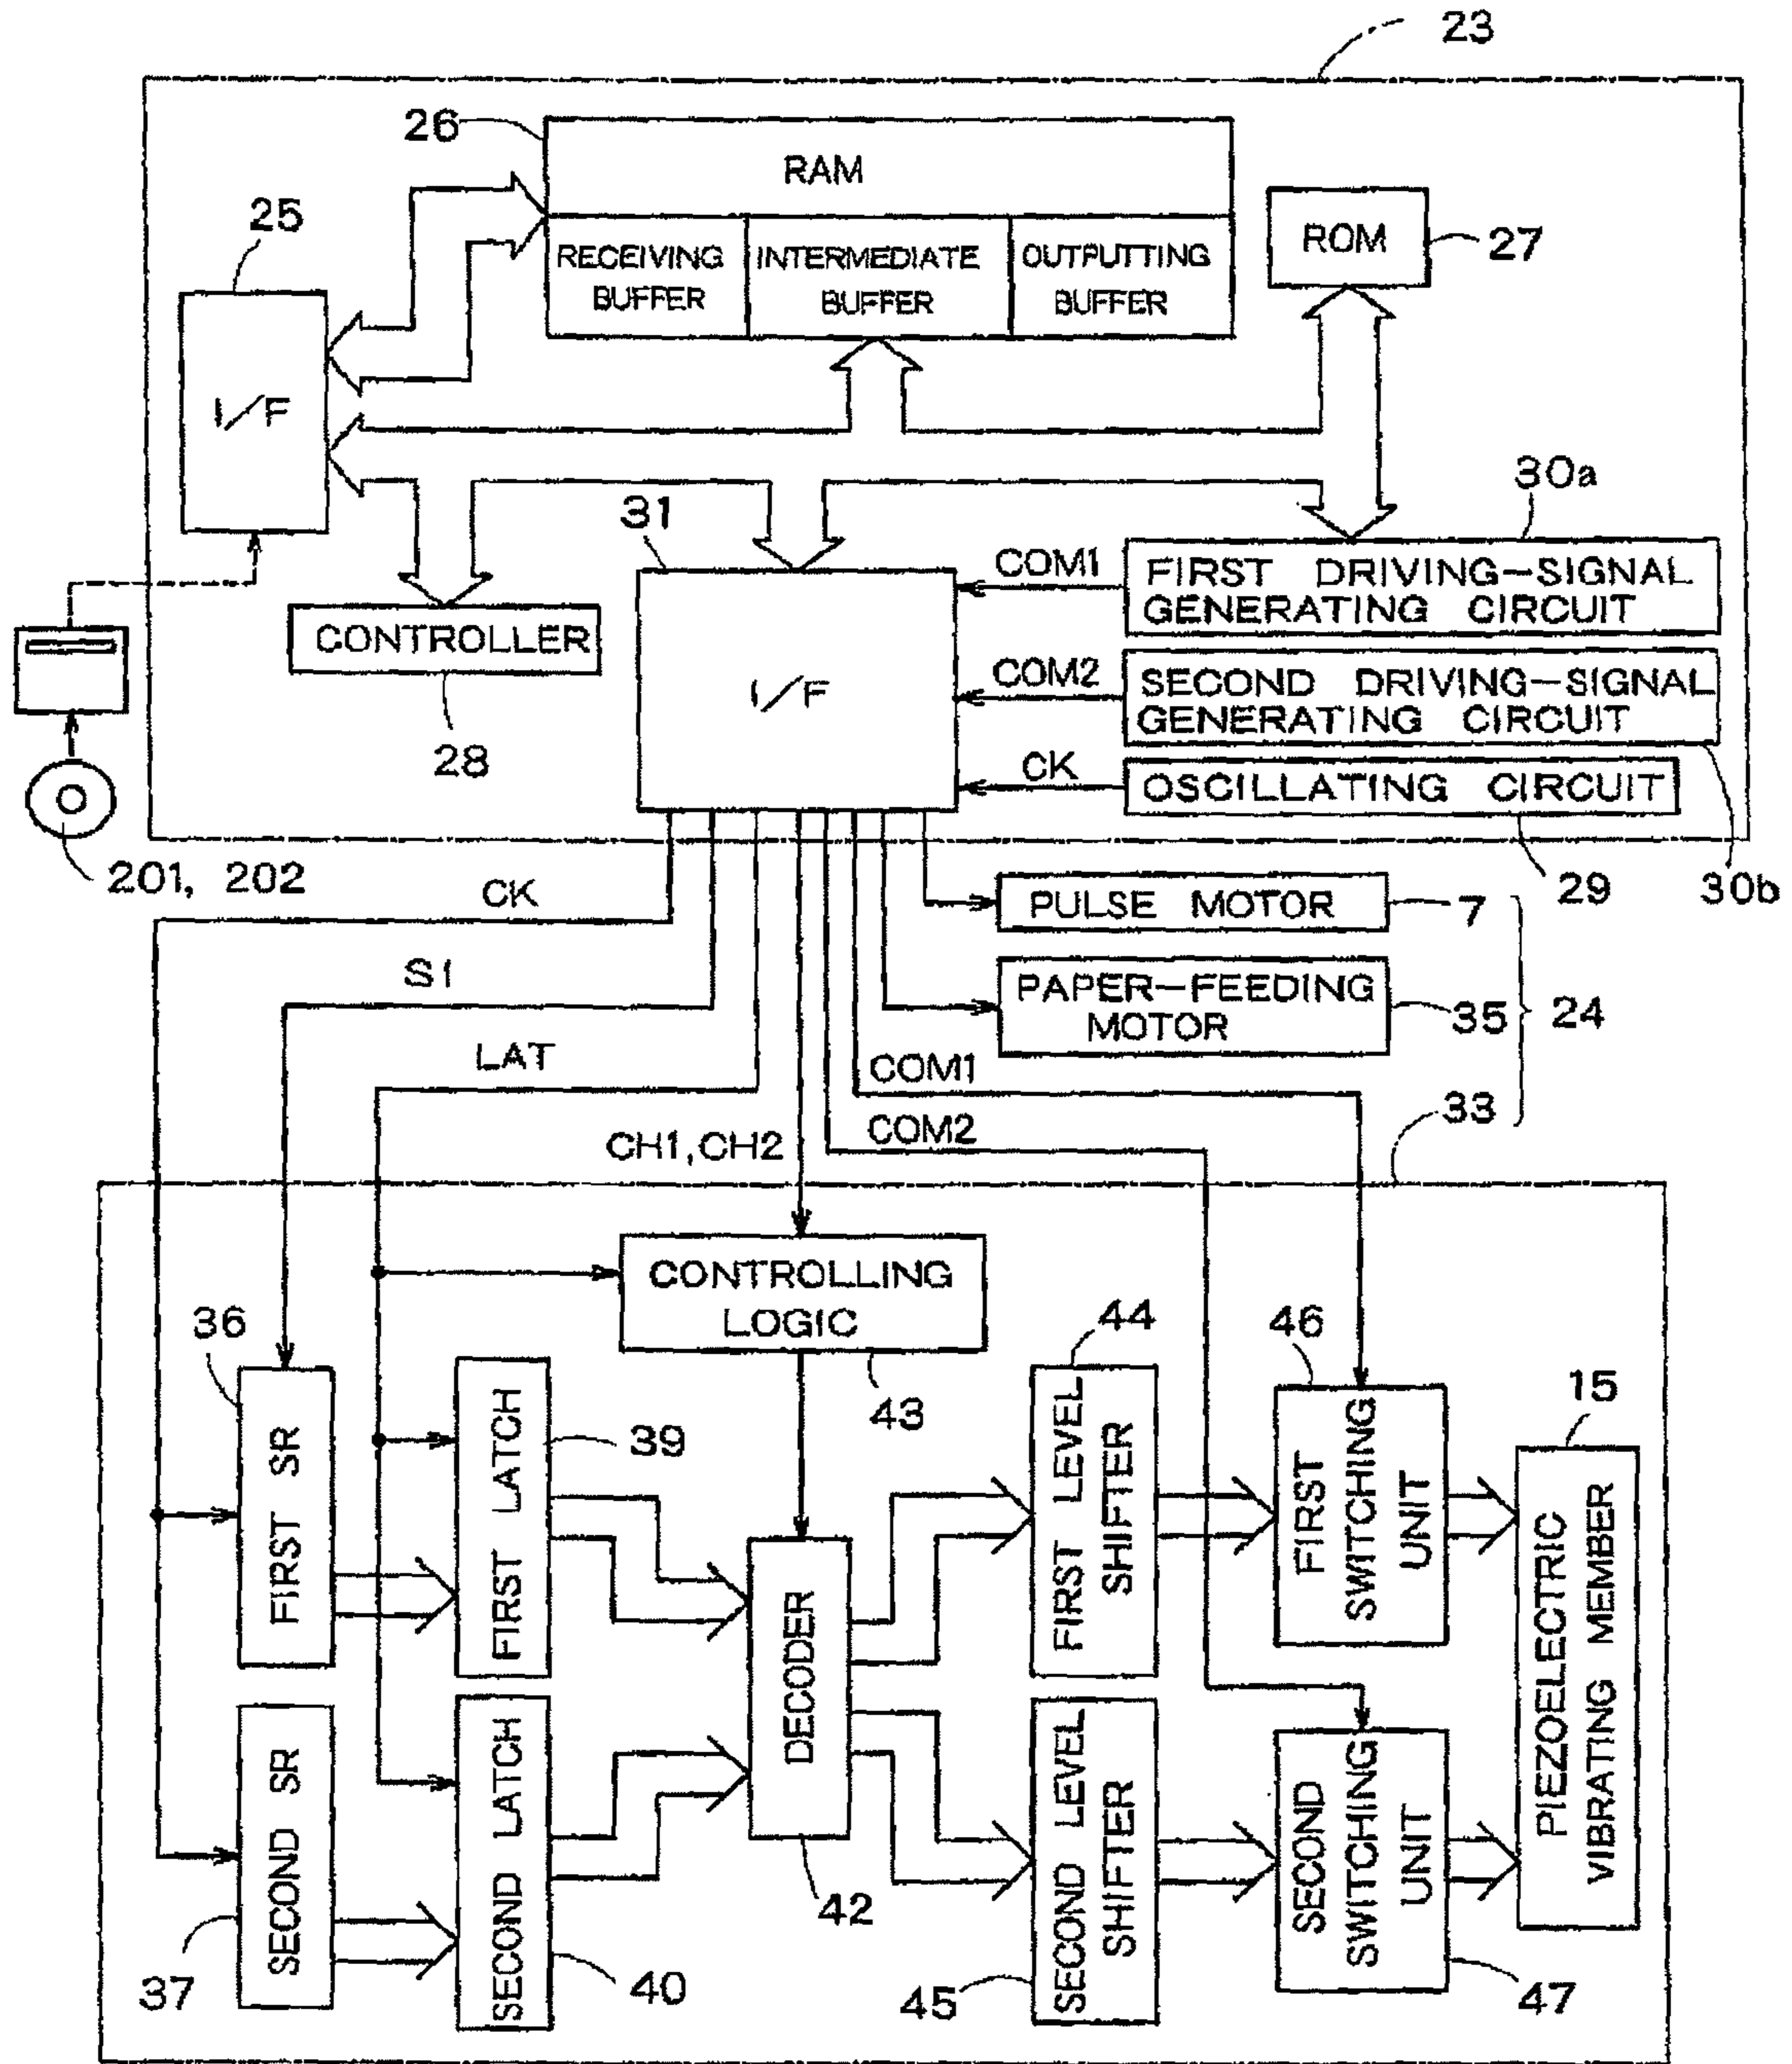 23
26
RAM
25
RECEIVING
BUFFER
INTERMEDIATE
BUFFER
OUTPUTTING
BUFFER
ROM
27
I/F
30a
31
COM1
FIRST DRIVING-SIGNAL
GENERATING CIRCUIT
CONTROLLER
I/F
COM2
SECOND DRIVING-SIGNAL
GENERATING CIRCUIT
28
CK
OSCILLATING CIRCUIT
201, 202
CK
29
30b
PULSE MOTOR
7
S1
PAPER-FEEDING
MOTOR
35
24
LAT
COM1
33
CH1,CH2
COM2
CONTROLLING
LOGIC
36
44
46
43
15
FIRST SR
FIRST LATCH
39
FIRST LEVEL
SHIFTER
FIRST
SWITCHING
UNIT
DECODER
PIEZOELECTRIC
VIBRATING MEMBER
SECOND SR
SECOND LATCH
SECOND LEVEL
SHIFTER
SECOND
SWITCHING
UNIT
42
37
40
45
47